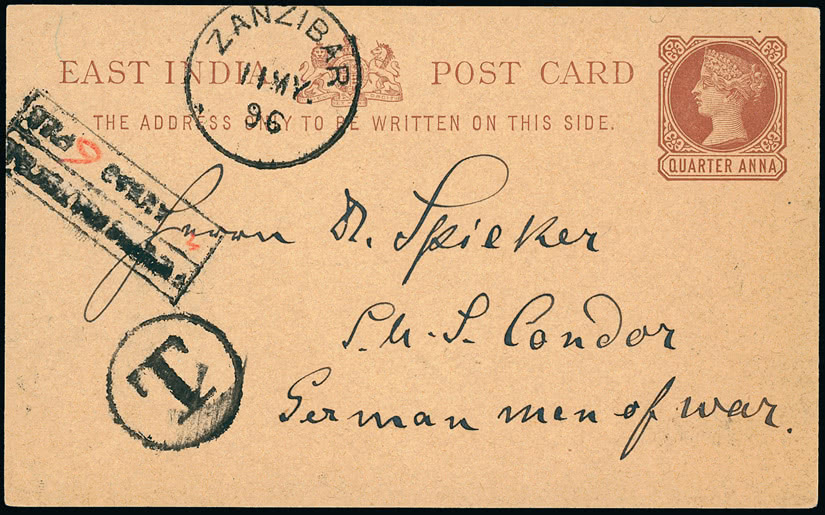 ZANZIBAR
11 MY.
96
EAST INDIA POST CARD
THE ADDRESS ONLY TO BE WRITTEN ON THIS SIDE.
QUARTER ANNA
Herrn A. Spieker
S.M.S. Condor
German men of war.
T